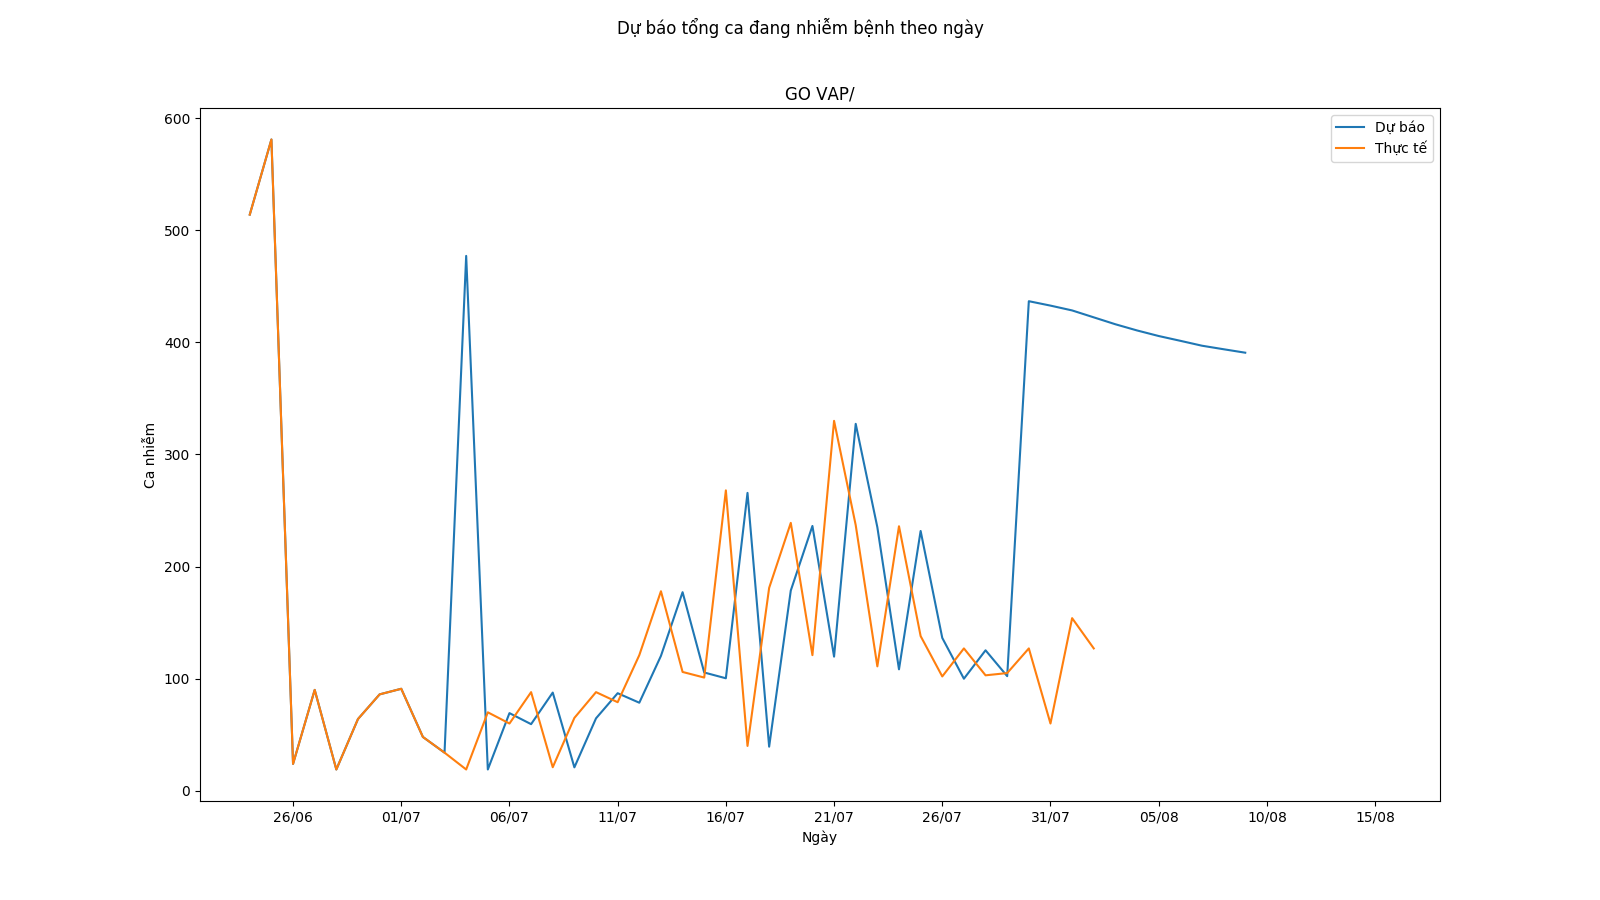 Dự báo tổng ca đang nhiễm bệnh theo ngày
GO VAP/
Dự báo
Thực tế
600
500
400
300
200
100
0
Ca nhiễm
26/06 01/07 06/07 11/07 16/07 21/07 26/07 31/07 05/08 10/08 15/08
Ngày